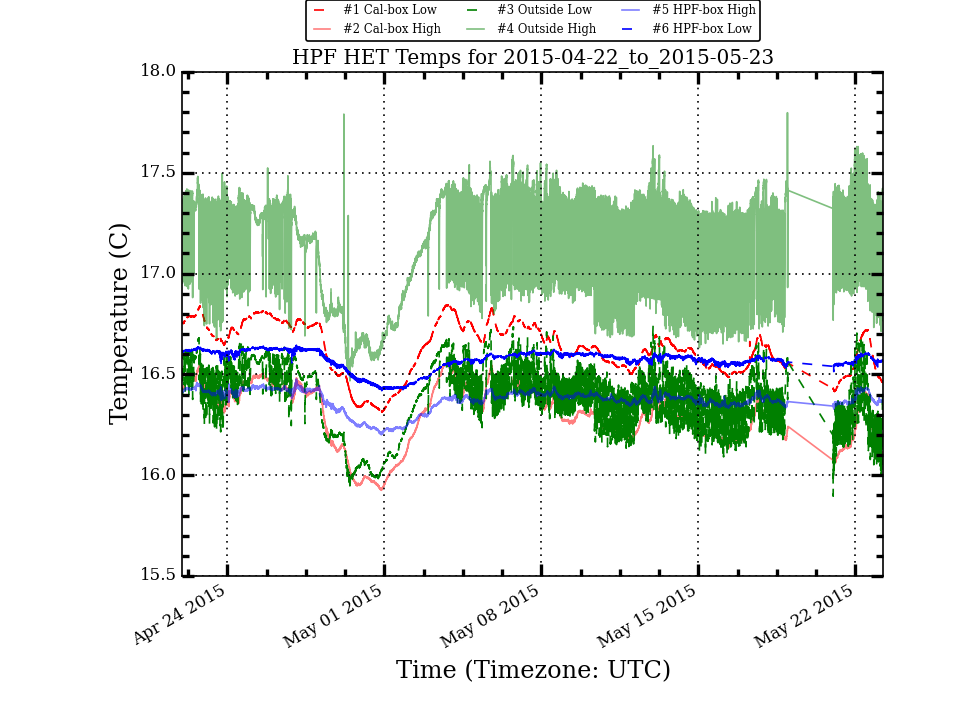 #1 Cal-box Low #3 Outside Low #5 HPF-box High
#2 Cal-box High #4 Outside High #6 HPF-box Low
HPF HET Temps for 2015-04-22_to_2015-05-23
18.0
17.5
17.0
16.5
16.0
15.5
Temperature (C)
Apr 24 2015 May 01 2015 May 08 2015 May 15 2015 May 22 2015
Time (Timezone: UTC)